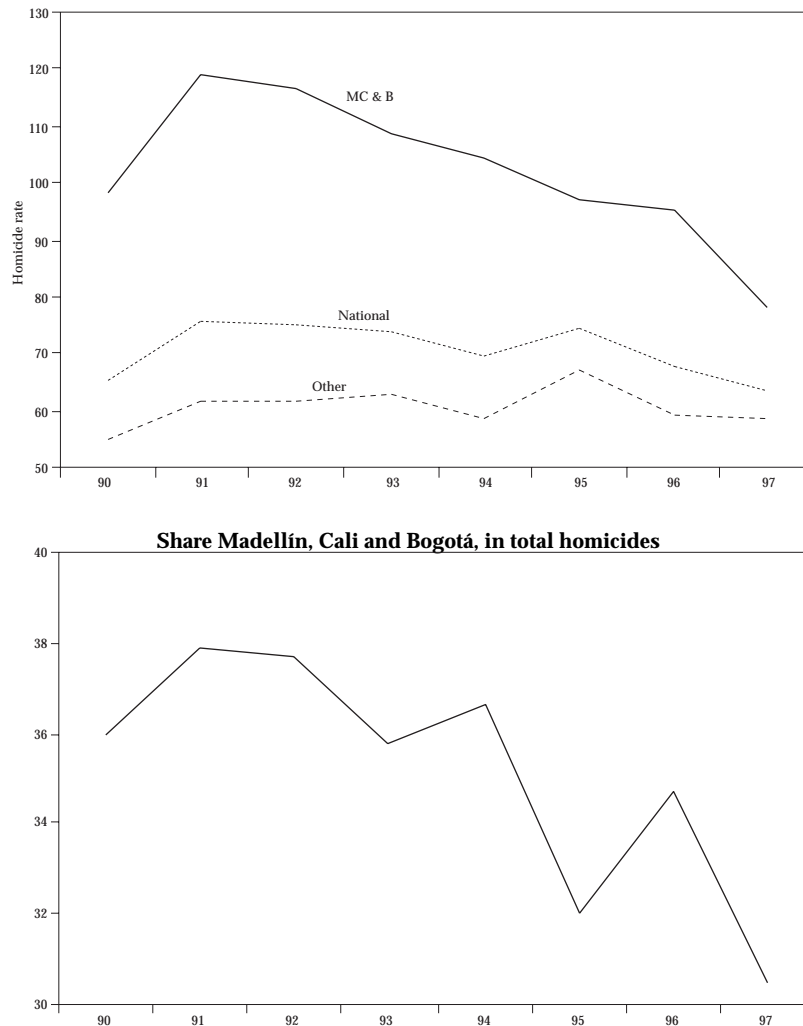 130
120
MC & B
110
100
Homicide rate
90
80
National
70
Other
60
50
90 91 92 93 94 95 96 97
Share Madellín, Cali and Bogotá, in total homicides
40
38
36
34
32
30
90 91 92 93 94 95 96 97